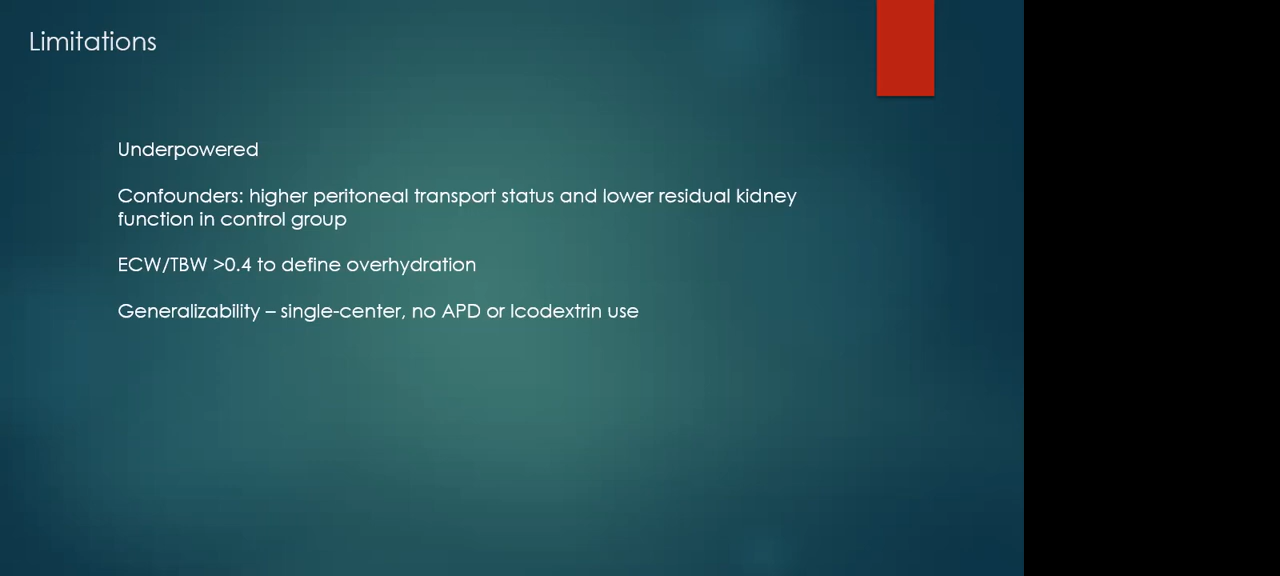 Limitations
Underpowered
Confounders: higher peritoneal transport status and lower residual kidney
function in control group
ECW/TBW >0.4 to define overhydration
Generalizability – single-center, no APD or Icodextrin use